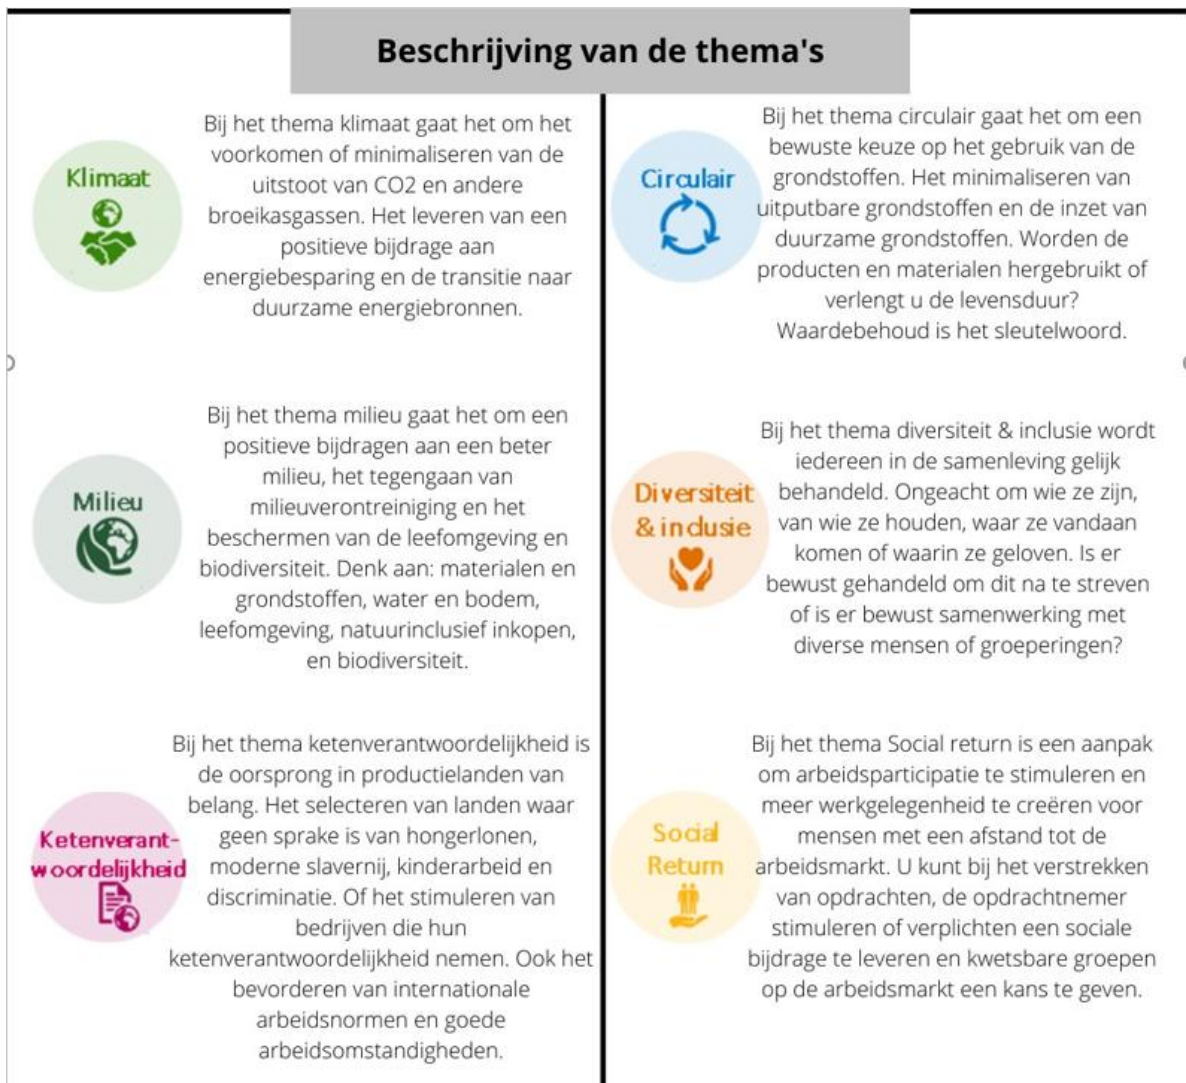 Beschrijving van de thema's
Klimaat
Bij het thema klimaat gaat het om het
voorkomen of minimaliseren van de
uitstoot van CO2 en andere
broeikasgassen. Het leveren van een
positieve bijdrage aan
energiebesparing en de transitie naar
duurzame energiebronnen.
Circulair
Bij het thema circulair gaat het om een
bewuste keuze op het gebruik van de
grondstoffen. Het minimaliseren van
uitputbare grondstoffen en de inzet van
duurzame grondstoffen. Worden de
producten en materialen hergebruikt of
verlengt u de levensduur?
Waardebehoud is het sleutelwoord.
Milieu
Bij het thema milieu gaat het om een
positieve bijdragen aan een beter
milieu, het tegengaan van
milieuverontreiniging en het
beschermen van de leefomgeving en
biodiversiteit. Denk aan: materialen en
grondstoffen, water en bodem,
leefomgeving, natuurinclusief inkopen,
en biodiversiteit.
Diversiteit
& inclusie
Bij het thema diversiteit & inclusie wordt
iedereen in de samenleving gelijk
behandeld. Ongeacht om wie ze zijn,
van wie ze houden, waar ze vandaan
komen of waarin ze geloven. Is er
bewust gehandeld om dit na te streven
of is er bewust samenwerking met
diverse mensen of groeperingen?
Ketenverant-
woordelijkheid
Bij het thema ketenverantwoordelijkheid is
de oorsprong in productielanden van
belang. Het selecteren van landen waar
geen sprake is van hongerlonen,
moderne slavernij, kinderarbeid en
discriminatie. Of het stimuleren van
bedrijven die hun
ketenverantwoordelijkheid nemen. Ook het
bevorderen van internationale
arbeidsnormen en goede
arbeidsomstandigheden.
Social
Return
Bij het thema Social return is een aanpak
om arbeidsparticipatie te stimuleren en
meer werkgelegenheid te creëren voor
mensen met een afstand tot de
arbeidsmarkt. U kunt bij het verstrekken
van opdrachten, de opdrachtnemer
stimuleren of verplichten een sociale
bijdrage te leveren en kwetsbare groepen
op de arbeidsmarkt een kans te geven.